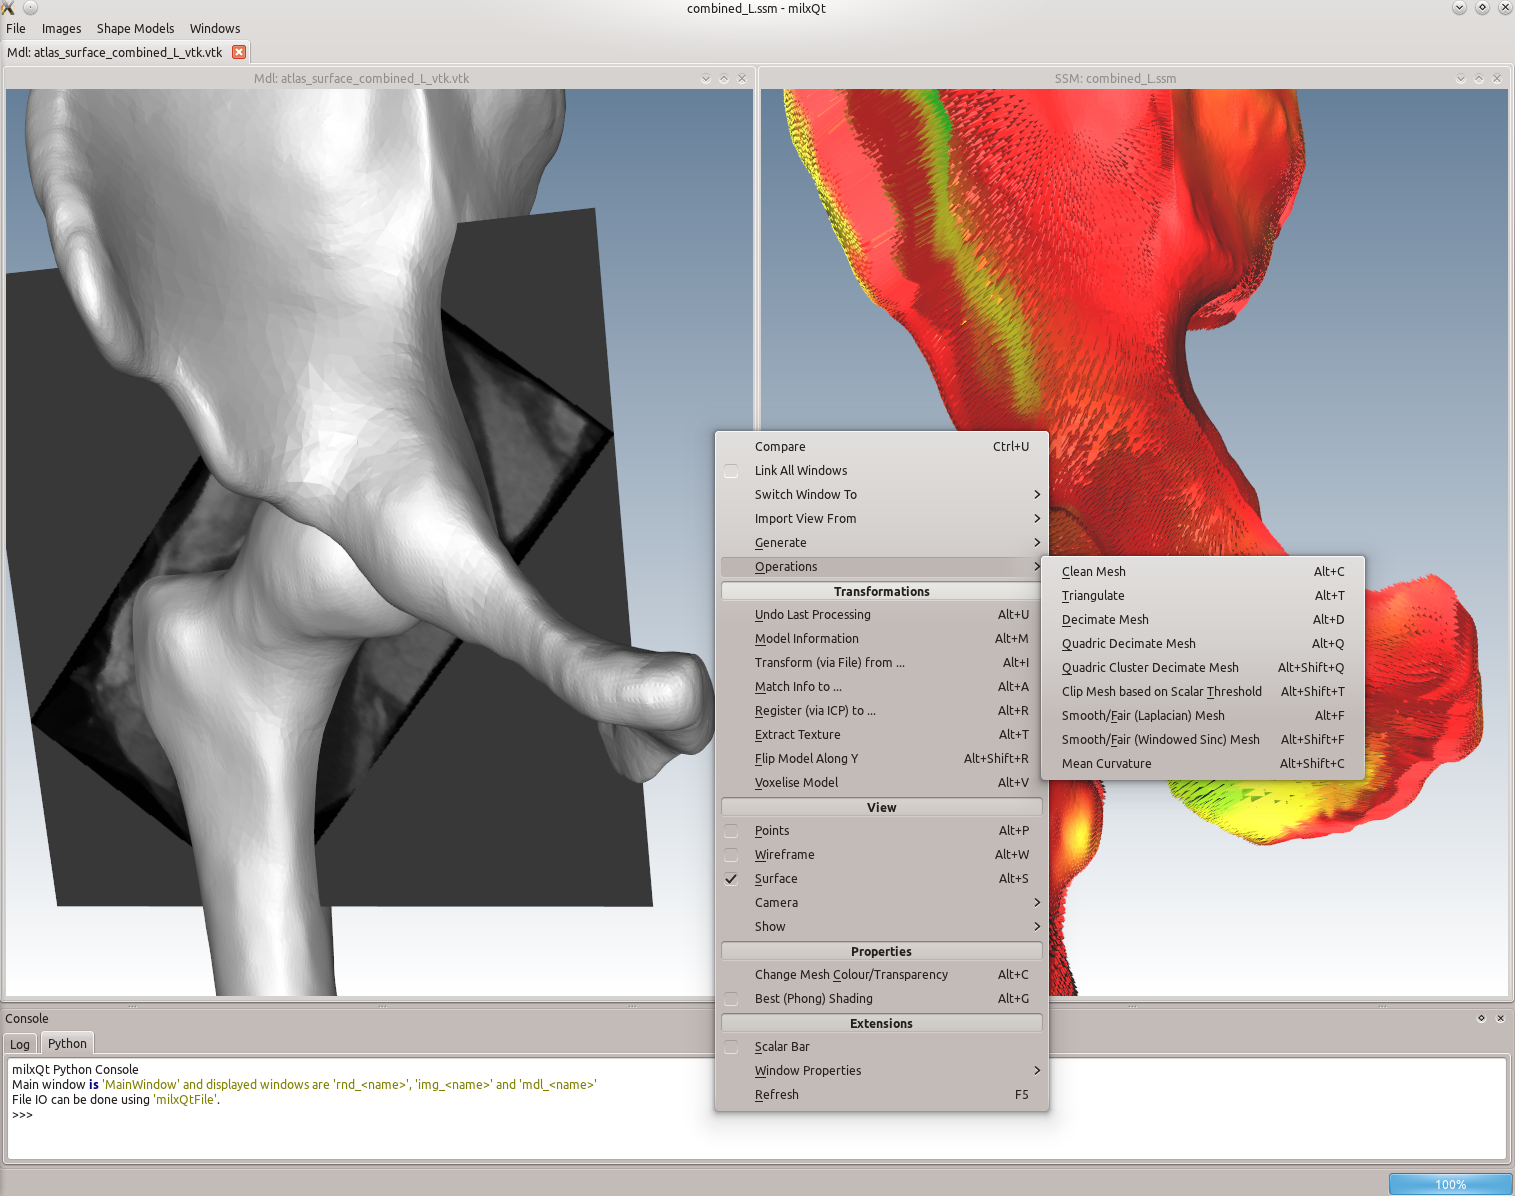 combined_L.ssm - milxQt
File Images Shape Models Windows
Mdl: atlas_surface_combined_L_vtk.vtk
Mdl: atlas_surface_combined_L_vtk.vtk
SSM: combined_L.ssm
Compare Ctrl+U
Link All Windows
Switch Window To
Import View From
Generate
Operations
Transformations
Undo Last Processing Alt+U
Model Information Alt+M
Transform (via File) from ... Alt+I
Match Info to ... Alt+A
Register (via ICP) to ... Alt+R
Extract Texture Alt+T
Flip Model Along Y Alt+Shift+R
Voxelise Model Alt+V
View
Points Alt+P
Wireframe Alt+W
Surface Alt+S
Camera
Show
Properties
Change Mesh Colour/Transparency Alt+C
Best (Phong) Shading Alt+G
Extensions
Scalar Bar
Window Properties
Refresh F5
Clean Mesh Alt+C
Triangulate Alt+T
Decimate Mesh Alt+D
Quadric Decimate Mesh Alt+Q
Quadric Cluster Decimate Mesh Alt+Shift+Q
Clip Mesh based on Scalar Threshold Alt+Shift+T
Smooth/Fair (Laplacian) Mesh Alt+F
Smooth/Fair (Windowed Sinc) Mesh Alt+Shift+F
Mean Curvature Alt+Shift+C
Console
Log Python
milxQt Python Console
Main window is 'MainWindow' and displayed windows are 'rnd_<name>', 'img_<name>' and 'mdl_<name>'
File IO can be done using 'milxQtFile'.
>>>
100%